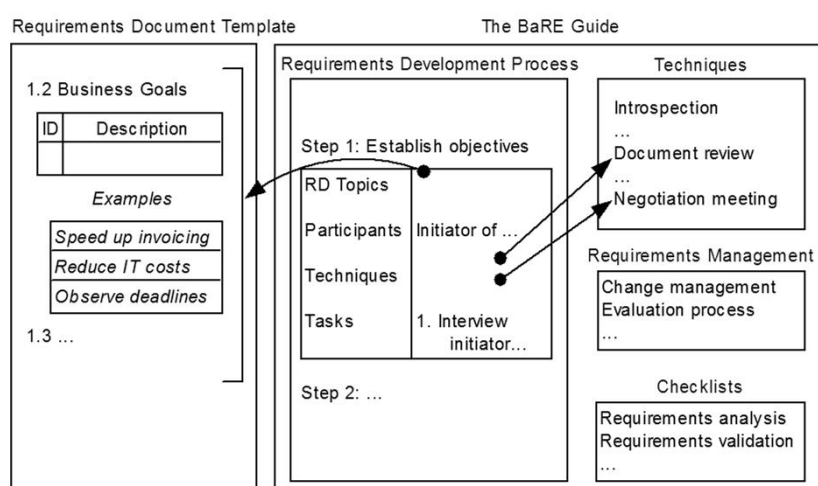 Requirements Document Template
1.2 Business Goals
ID Description
Examples
Speed up invoicing
Reduce IT costs
Observe deadlines
1.3 ...
The BaRE Guide
Requirements Development Process
Step 1: Establish objectives
RD Topics
Participants Initiator of ...
Techniques
Tasks 1. Interview
initiator...
Step 2: ...
Techniques
Introspection
...
Document review
...
Negotiation meeting
Requirements Management
Change management
Evaluation process
...
Checklists
Requirements analysis
Requirements validation
...